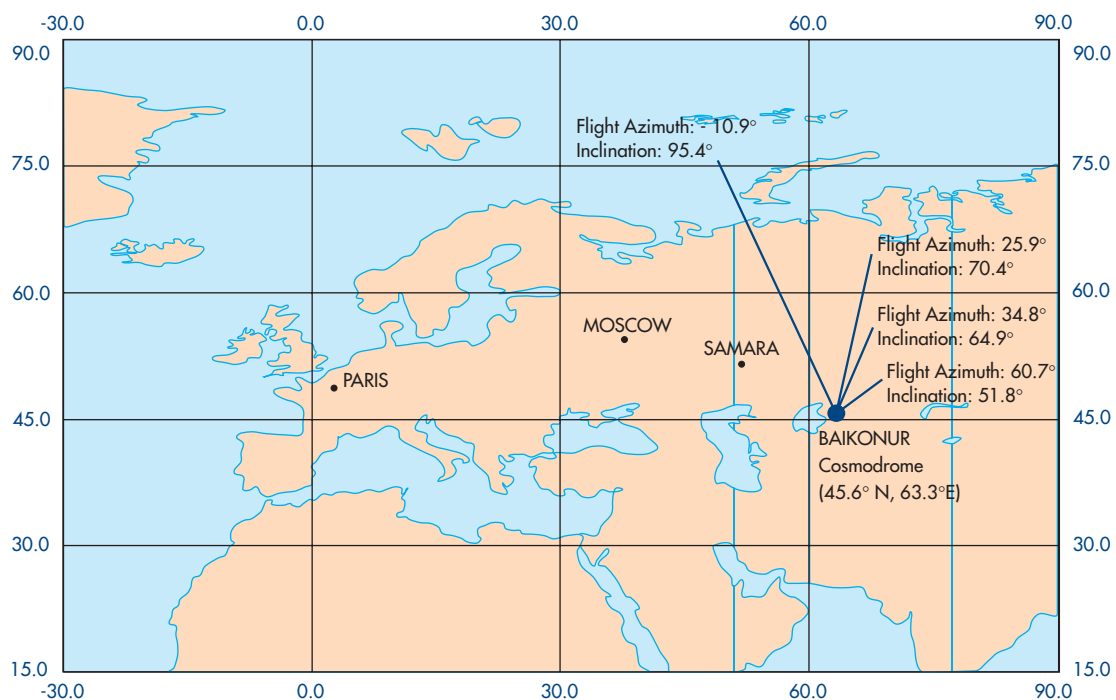 -30.0 0.0 30.0 60.0 90.0
90.0 90.0
Flight Azimuth: - 10.9°
Inclination: 95.4°
75.0 75.0
Flight Azimuth: 25.9°
Inclination: 70.4°
60.0 60.0
Flight Azimuth: 34.8°
Inclination: 64.9°
MOSCOW
SAMARA
Flight Azimuth: 60.7°
Inclination: 51.8°
PARIS
45.0 45.0
BAIKONUR
Cosmodrome
(45.6° N, 63.3°E)
30.0 30.0
15.0 15.0
-30.0 0.0 30.0 60.0 90.0